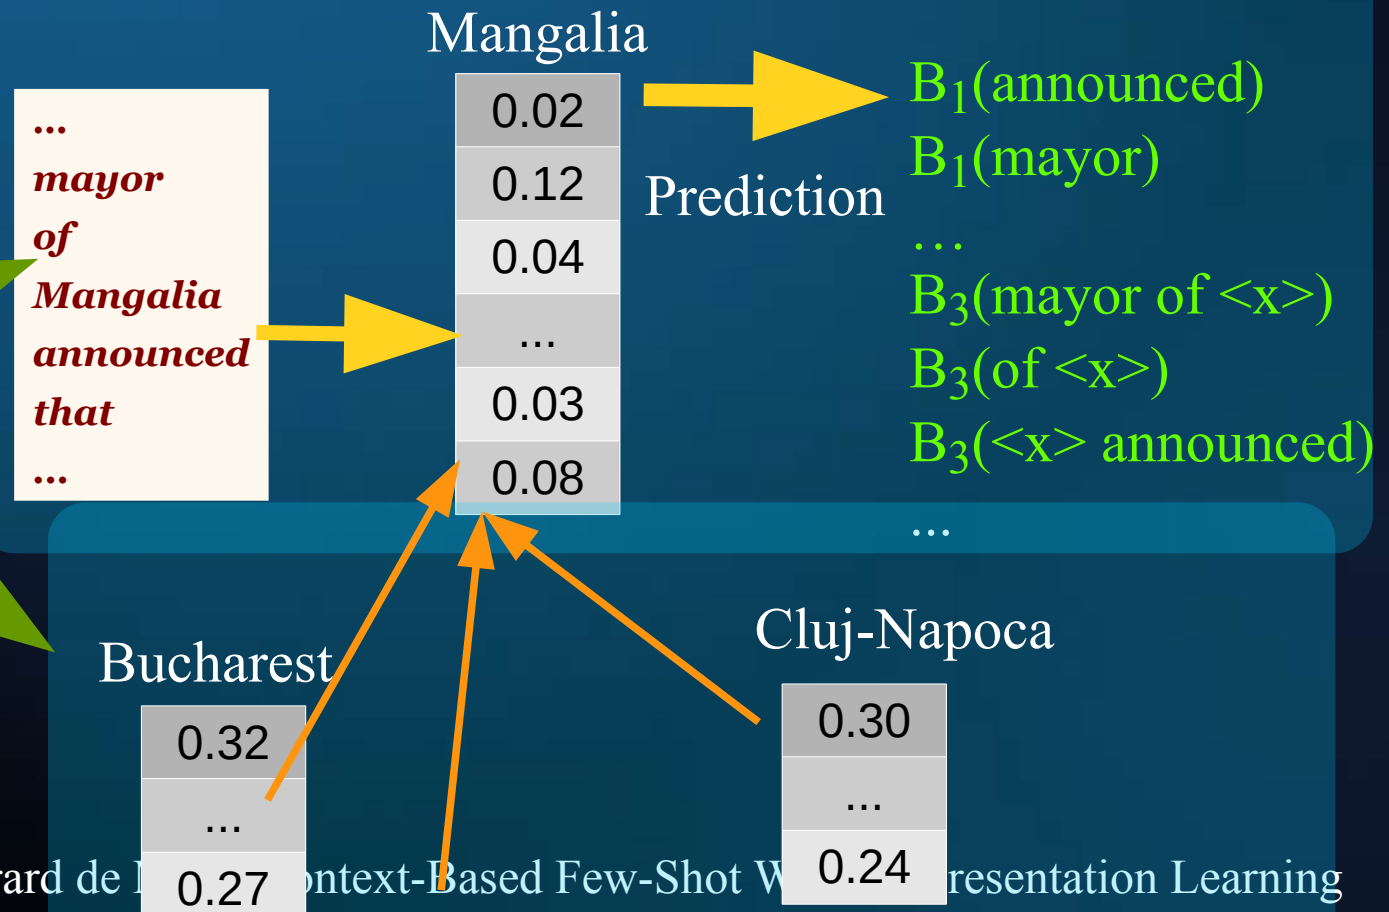 Mangalia
...
mayor
of
Mangalia
announced
that
...
0.02
0.12
0.04
...
0.03
0.08
Prediction
B₁(announced)
B₁(mayor)
...
B₃(mayor of <x>)
B₃(of <x>)
B₃(<x> announced)
...
Bucharest
0.32
...
0.27
Cluj-Napoca
0.30
...
0.24
de
-Based Few-Shot
Learning